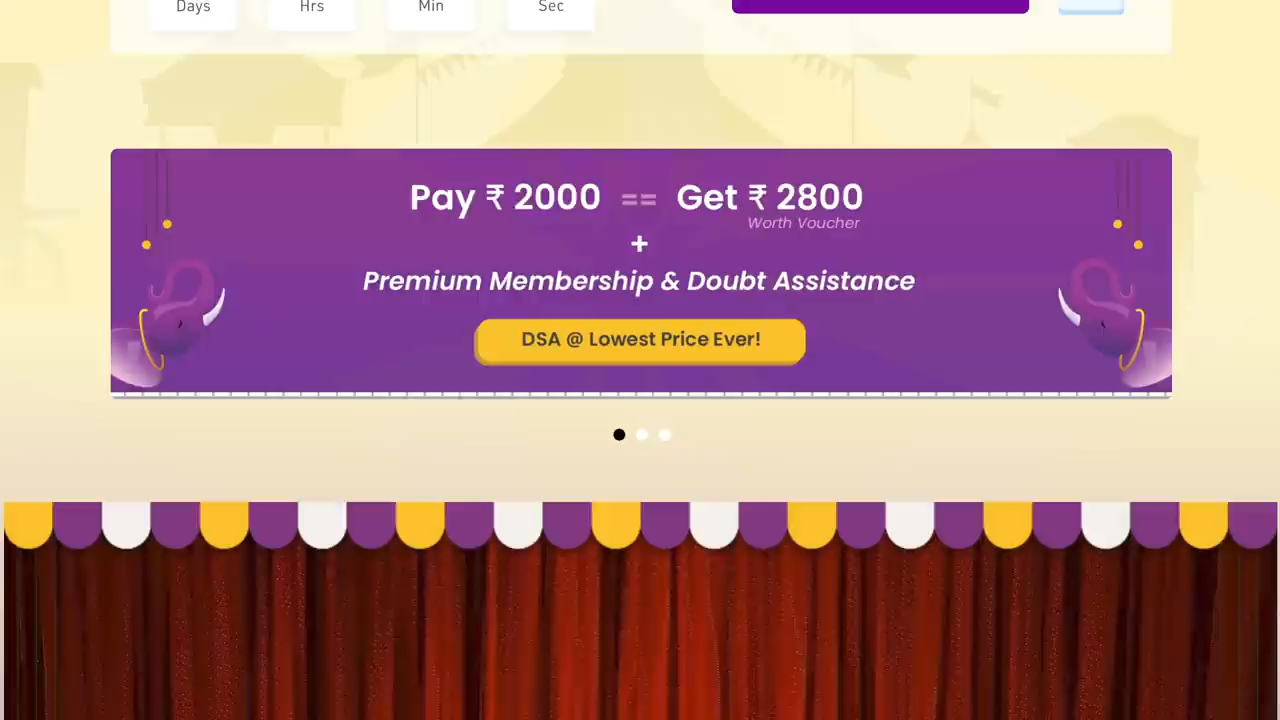 Days Hrs Min Sec
Pay ₹ 2000 == Get ₹ 2800
Worth Voucher
+
Premium Membership & Doubt Assistance
DSA @ Lowest Price Ever!